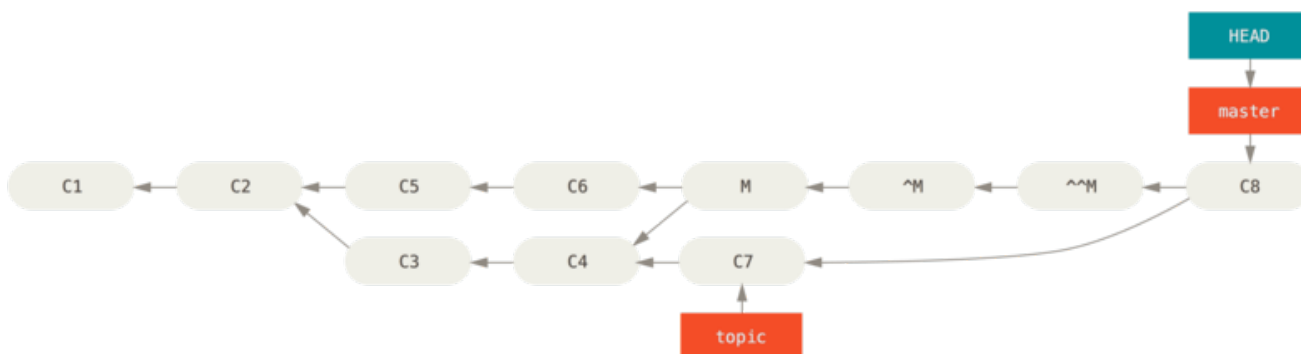 HEAD
master
C1 C2 C5 C6 M ^M ^^M C8
C3 C4 C7
topic